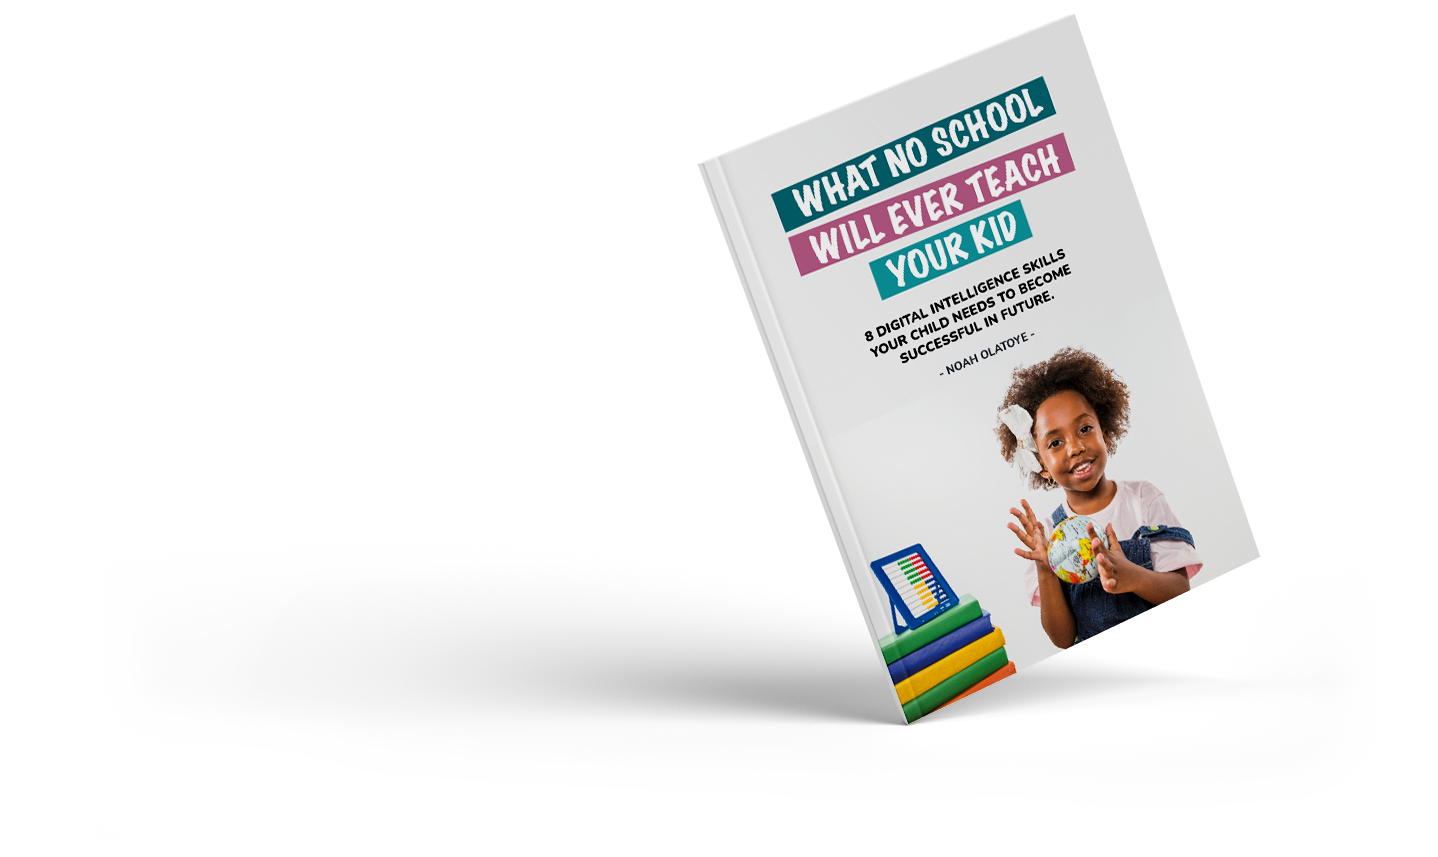 WHAT NO SCHOOL
WILL EVER TEACH
YOUR KID
8 DIGITAL INTELLIGENCE SKILLS
YOUR CHILD NEEDS TO BECOME
SUCCESSFUL IN FUTURE.
- NOAH OLATOYE -